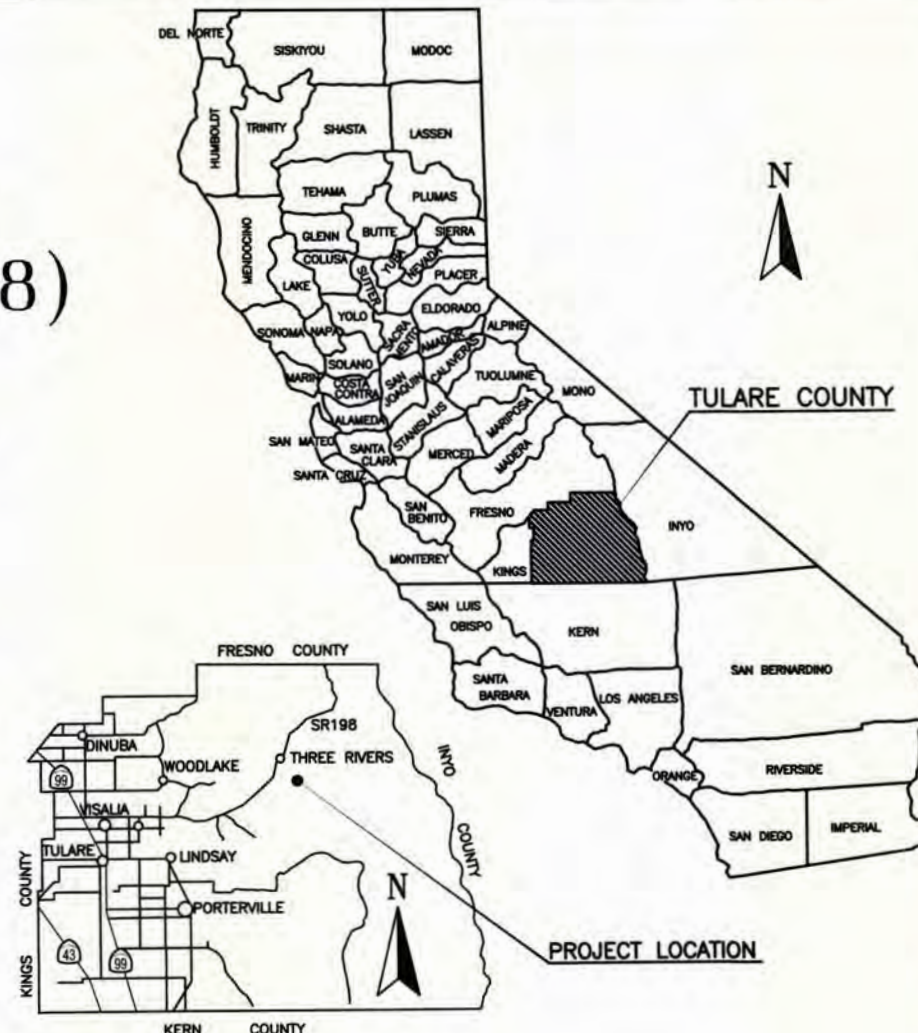 8)
DEL NORTE
SISKIYOU
MODOC
HUMBOLDT
TRINITY
SHASTA
LASSEN
TEHAMA
PLUMAS
MENDOCINO
GLENN
BUTTE
SIERRA
COLUSA
LAKE
SUTTER
YUBA
NEVADA
PLACER
YOLO
ELDORADO
SONOMA
NAPA
SACRA
MENTO
AMADOR
ALPINE
SOLANO
CALAVERAS
MARIN
COSTA
CONTRA
SAN
JOAQUIN
TUOLUMNE
MONO
ALAMEDA
STANISLAUS
MARIPOSA
SAN MATEO
SANTA
CLARA
MERCED
MADERA
SANTA CRUZ
SAN
BENITO
FRESNO
INYO
MONTEREY
KINGS
SAN LUIS
OBISPO
KERN
SANTA
BARBARA
VENTURA
LOS ANGELES
SAN BERNARDINO
ORANGE
RIVERSIDE
SAN DIEGO
IMPERIAL
N
TULARE COUNTY
FRESNO COUNTY
SR198
DINUBA
WOODLAKE
THREE RIVERS
99
VISALIA
TULARE
LINDSAY
PORTERVILLE
43
99
KINGS COUNTY
INYO COUNTY
N
PROJECT LOCATION
KERN COUNTY